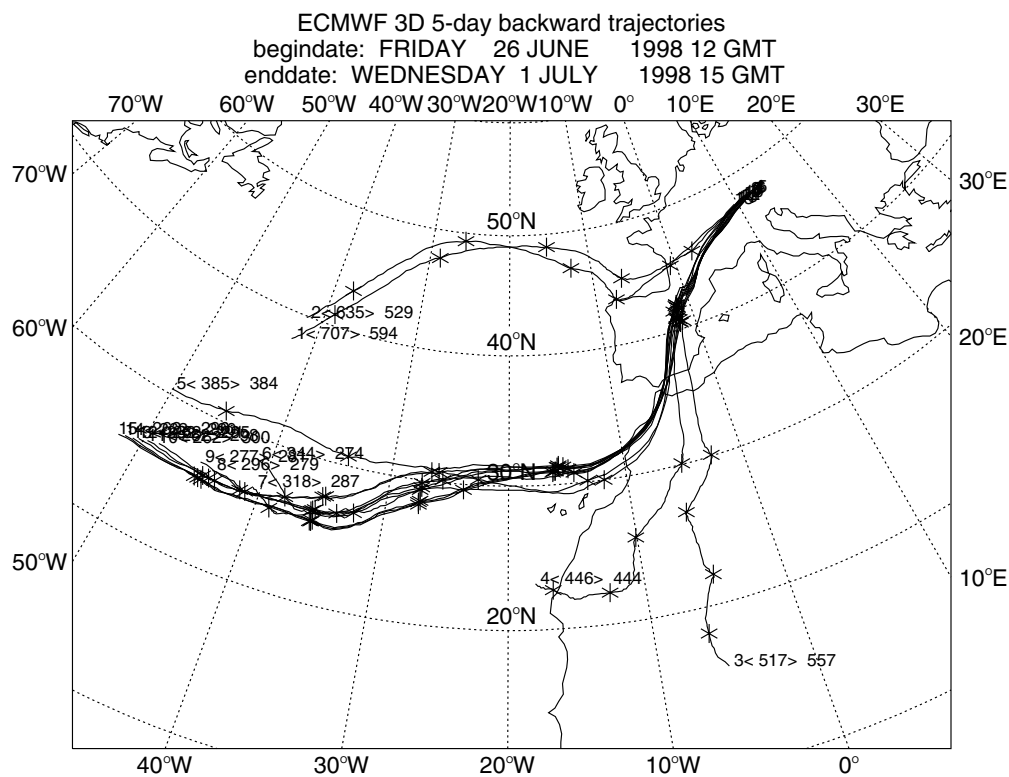 ECMWF 3D 5-day backward trajectories
begindate: FRIDAY 26 JUNE 1998 12 GMT
enddate: WEDNESDAY 1 JULY 1998 15 GMT
70°W 60°W 50°W 40°W 30°W 20°W 10°W 0° 10°E 20°E 30°E
70°W
30°E
50°N
2< 635> 529
1< 707> 594
60°W
40°N
20°E
5< 385> 384
6< 344> 274
9< 277>
8< 296> 279
30°N
7< 318> 287
50°W
10°E
4< 446> 444
20°N
3< 517> 557
40°W 30°W 20°W 10°W 0°